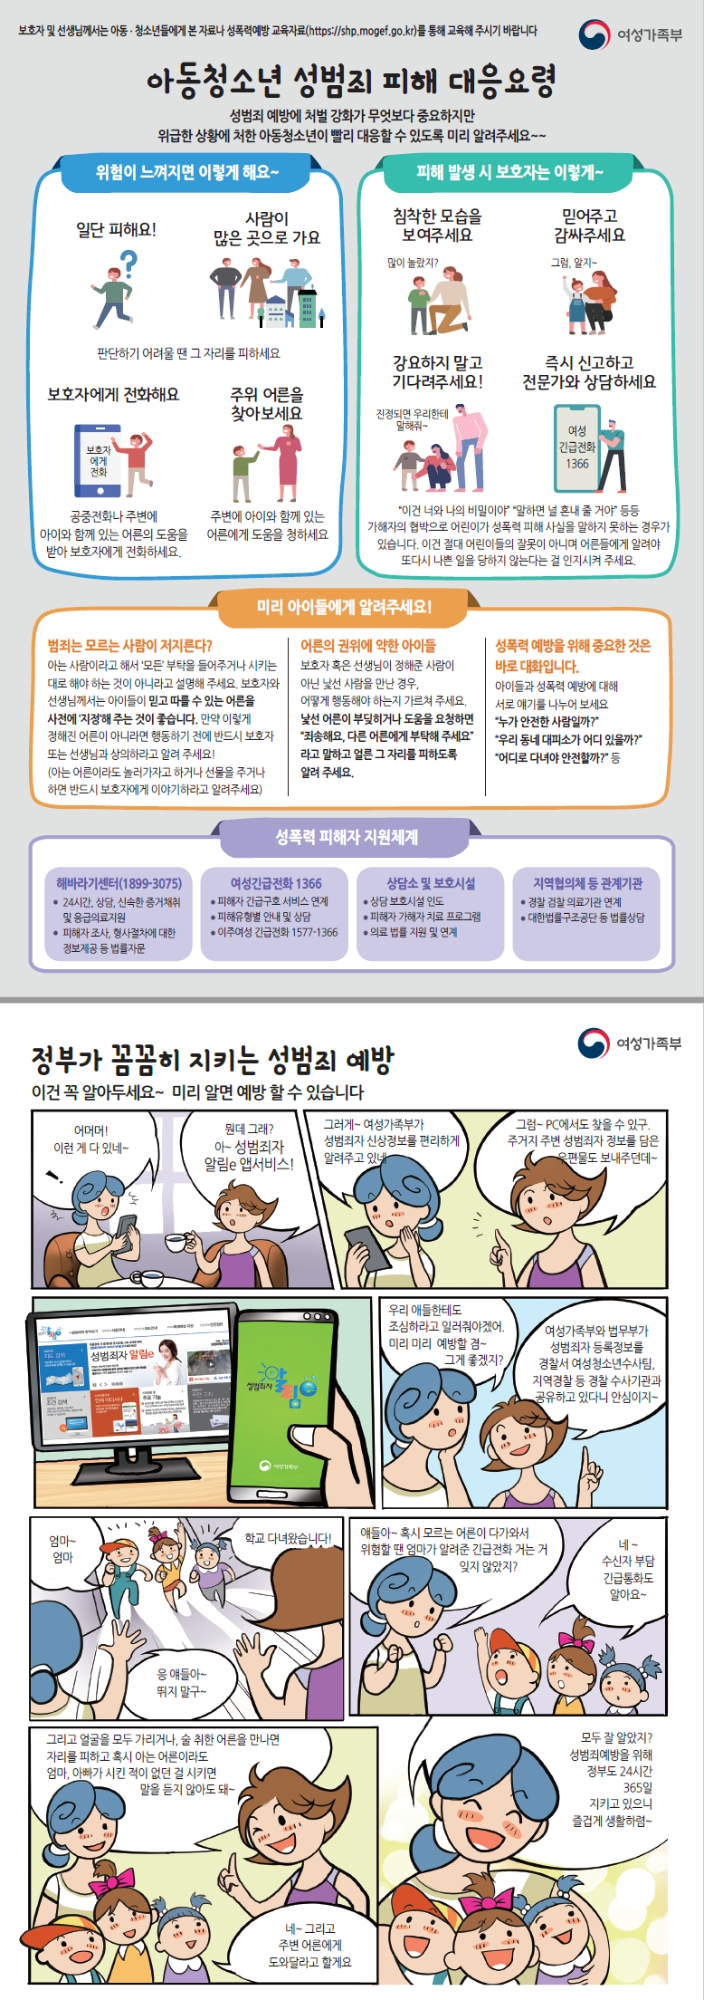 보호자 및 선생님께서는 아동 · 청소년들에게 본 자료나 성폭력예방 교육자료(https://shp.mogef.go.kr)를 통해 교육해 주시기 바랍니다
여성가족부
아동청소년 성범죄 피해 대응요령
성범죄 예방에 처벌 강화가 무엇보다 중요하지만
위급한 상황에 처한 아동청소년이 빨리 대응할 수 있도록 미리 알려주세요~~
위험이 느껴지면 이렇게 해요~
일단 피해요!
사람이
많은 곳으로 가요
판단하기 어려울 땐 그 자리를 피하세요
보호자에게 전화해요
주위 어른을
찾아보세요
보호자
에게
전화
공중전화나 주변에
아이와 함께 있는 어른의 도움을
받아 보호자에게 전화하세요.
주변에 아이와 함께 있는
어른에게 도움을 청하세요
피해 발생 시 보호자는 이렇게~
침착한 모습을
보여주세요
믿어주고
감싸주세요
많이 놀랐지?
그럼, 알지~
강요하지 말고
기다려주세요!
즉시 신고하고
전문가와 상담하세요
진정되면 우리한테
말해줘~
여성
긴급전화
1366
“이건 너와 나의 비밀이야” “말하면 널 혼내 줄 거야” 등등
가해자의 협박으로 어린이가 성폭력 피해 사실을 말하지 못하는 경우가
있습니다. 이건 절대 어린이들의 잘못이 아니며 어른들에게 알려야
또다시 나쁜 일을 당하지 않는다는 걸 인지시켜 주세요.
미리 아이들에게 알려주세요!
범죄는 모르는 사람이 저지른다?
아는 사람이라고 해서 ‘모든’ 부탁을 들어주거나 시키는
대로 해야 하는 것이 아니라고 설명해 주세요. 보호자와
선생님께서는 아이들이 믿고 따를 수 있는 어른을
사전에 ‘지정’해 주는 것이 좋습니다. 만약 이렇게
정해진 어른이 아니라면 행동하기 전에 반드시 보호자
또는 선생님과 상의하라고 알려 주세요!
(아는 어른이라도 놀러가자고 하거나 선물을 주거나
하면 반드시 보호자에게 이야기하라고 알려주세요)
어른의 권위에 약한 아이들
보호자 혹은 선생님이 정해준 사람이
아닌 낯선 사람을 만난 경우,
어떻게 행동해야 하는지 가르쳐 주세요.
낯선 어른이 부딪히거나 도움을 요청하면
“죄송해요, 다른 어른에게 부탁해 주세요”
라고 말하고 얼른 그 자리를 피하도록
알려 주세요.
성폭력 예방을 위해 중요한 것은
바로 대화입니다.
아이들과 성폭력 예방에 대해
서로 얘기를 나누어 보세요
“누가 안전한 사람일까?”
“우리 동네 대피소가 어디 있을까?”
“어디로 다녀야 안전할까?” 등
성폭력 피해자 지원체계
해바라기센터(1899-3075)
• 24시간, 상담, 신속한 증거채취
및 응급의료지원
• 피해자 조사, 형사절차에 대한
정보제공 등 법률자문
여성긴급전화 1366
• 피해자 긴급구호 서비스 연계
• 피해유형별 안내 및 상담
• 이주여성 긴급전화 1577-1366
상담소 및 보호시설
• 상담 보호시설 인도
• 피해자 가해자 치료 프로그램
• 의료 법률 지원 및 연계
지역협의체 등 관계기관
• 경찰 검찰 의료기관 연계
• 대한법률구조공단 등 법률상담
여성가족부
정부가 꼼꼼히 지키는 성범죄 예방
이건 꼭 알아두세요~ 미리 알면 예방 할 수 있습니다
어머머!
이런 게 다 있네~
뭔데 그래?
아~ 성범죄자
알림e 앱서비스!
그러게~ 여성가족부가
성범죄자 신상정보를 편리하게
알려주고 있네
그럼~ PC에서도 찾을 수 있구.
주거지 주변 성범죄자 정보를 담은
우편물도 보내주던데~
성범죄자 알림e
지도 검색
조건 검색
주요 기능
성범죄자 알림e
여성가족부
우리 애들한테도
조심하라고 일러줘야겠어.
미리 미리 예방할 겸~
그게 좋겠지?
여성가족부와 법무부가
성범죄자 등록정보를
경찰서 여성청소년수사팀,
지역경찰 등 경찰 수사기관과
공유하고 있다니 안심이지~
엄마~
엄마
학교 다녀왔습니다!
응 얘들아~
뛰지 말구~
얘들아~ 혹시 모르는 어른이 다가와서
위험할 땐 엄마가 알려준 긴급전화 거는 거
잊지 않았지?
네 ~
수신자 부담
긴급통화도
알아요~
그리고 얼굴을 모두 가리거나, 술 취한 어른을 만나면
자리를 피하고 혹시 아는 어른이라도
엄마, 아빠가 시킨 적이 없던 걸 시키면
말을 듣지 않아도 돼~
네~ 그리고
주변 어른에게
도와달라고 할게요
모두 잘 알았지?
성범죄예방을 위해
정부도 24시간
365일
지키고 있으니
즐겁게 생활하렴~